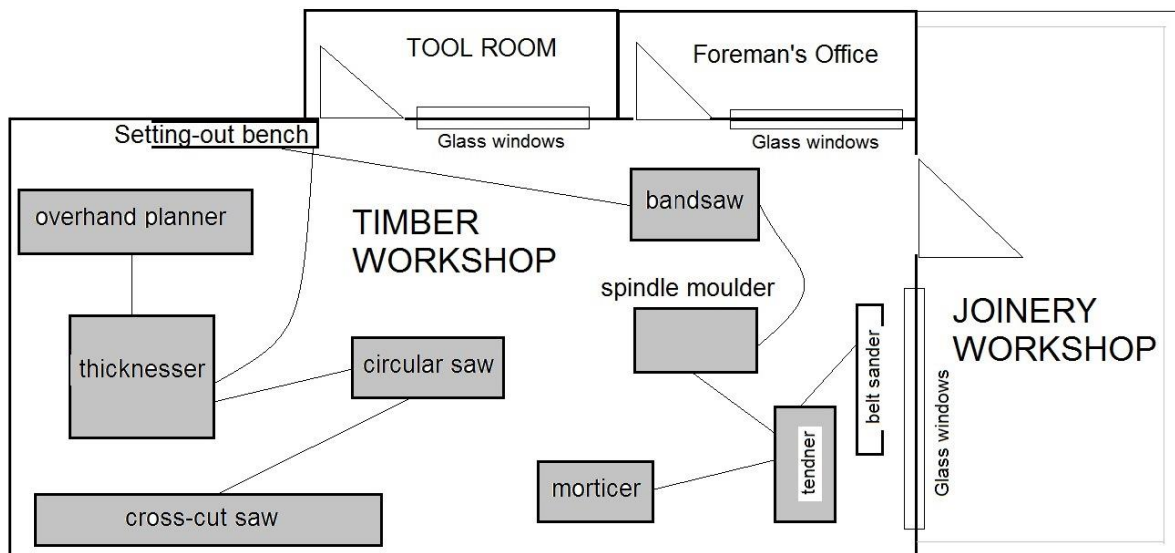 TOOL ROOM
Foreman's Office
Glass windows
Glass windows
Setting-out bench
overhand planner
TIMBER
WORKSHOP
bandsaw
spindle moulder
thicknesser
circular saw
belt sander
Glass windows
JOINERY
WORKSHOP
tendner
morticer
cross-cut saw